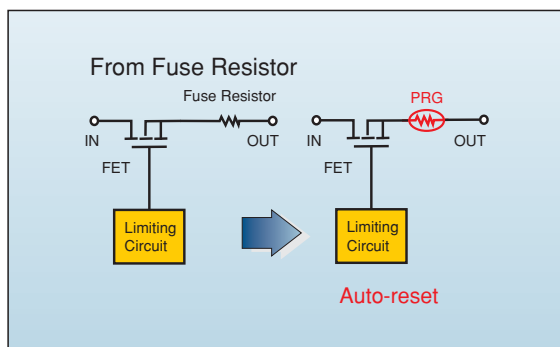 From Fuse Resistor
Fuse Resistor
IN
OUT
FET
Limiting
Circuit
PRG
IN
OUT
FET
Limiting
Circuit
Auto-reset